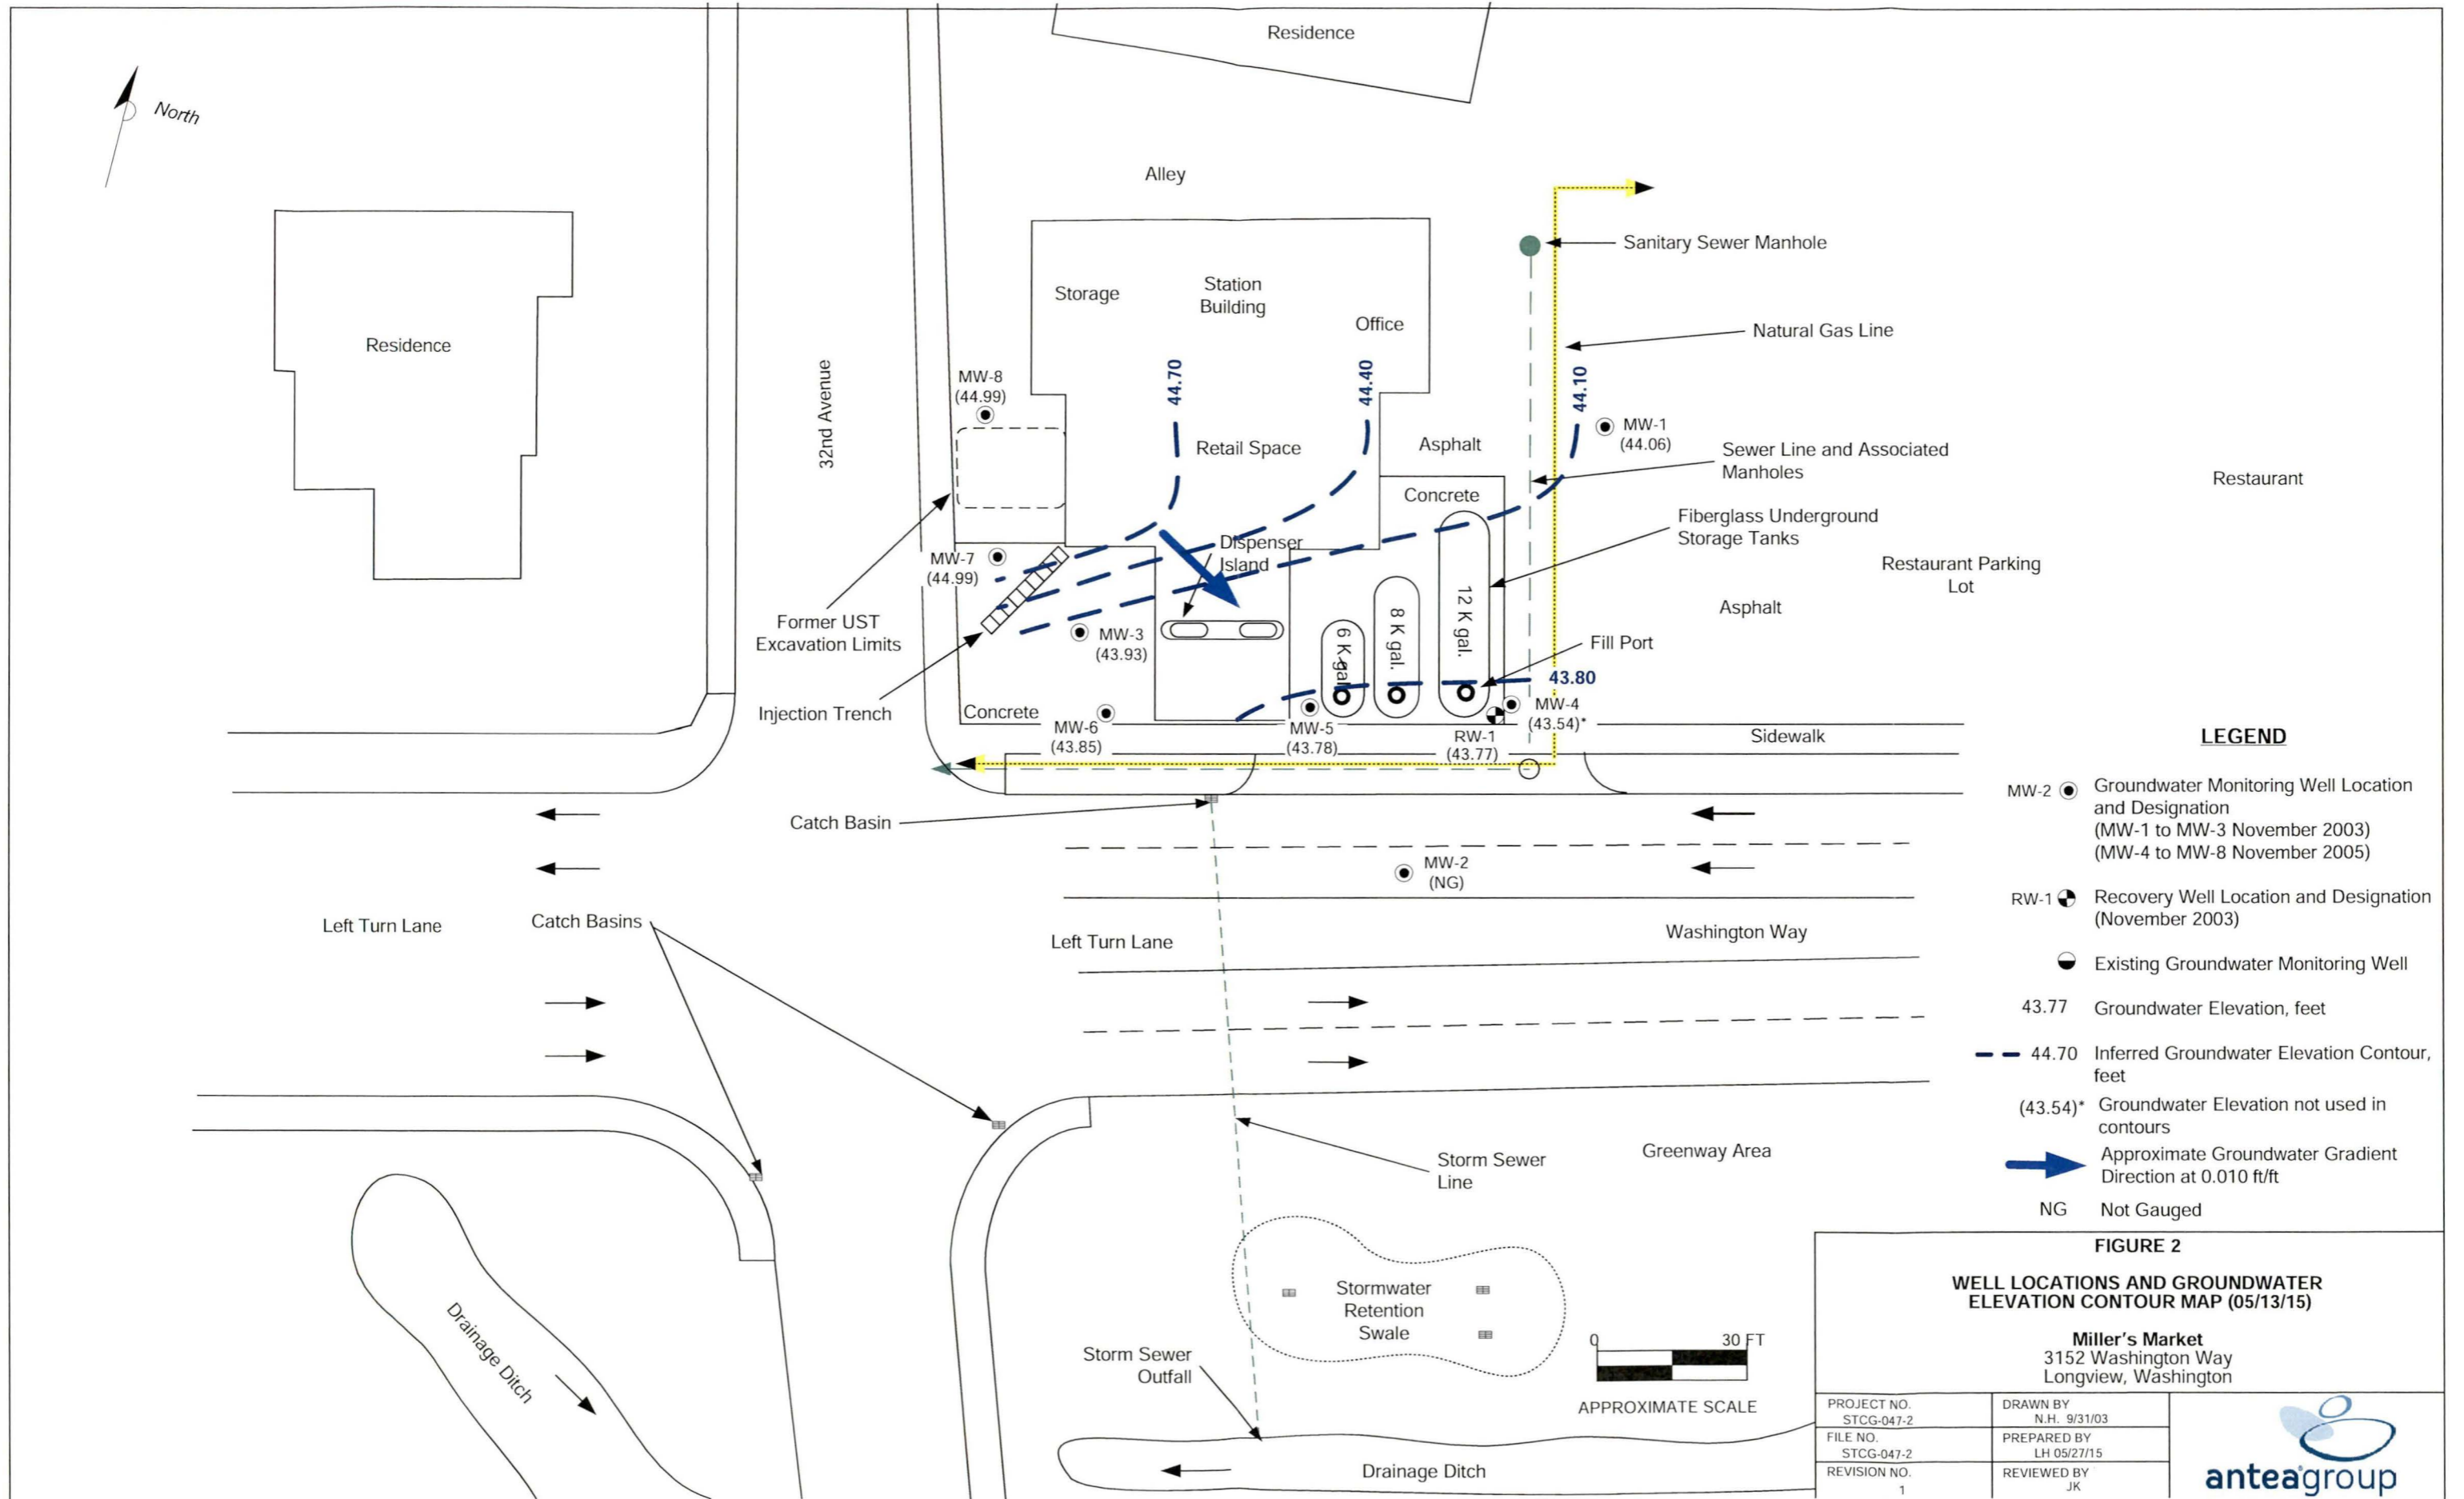 Residence
North
Alley
Sanitary Sewer Manhole
Storage
Station
Building
Office
Natural Gas Line
Residence
32nd Avenue
MW-8
(44.99)
44.70
44.40
44.10
MW-1
(44.06)
Retail Space
Asphalt
Sewer Line and Associated
Manholes
Restaurant
Concrete
Fiberglass Underground
Storage Tanks
MW-7
(44.99)
Dispenser
Island
Restaurant Parking
Lot
Asphalt
Former UST
Excavation Limits
MW-3
(43.93)
6 K gal.
8 K gal.
12 K gal.
Fill Port
43.80
Injection Trench
Concrete
MW-6
(43.85)
MW-5
(43.78)
RW-1
(43.77)
MW-4
(43.54)*
Sidewalk
Catch Basin
MW-2
(NG)
Left Turn Lane
Catch Basins
Left Turn Lane
Washington Way
Greenway Area
Storm Sewer
Line
Stormwater
Retention
Swale
Storm Sewer
Outfall
Drainage Ditch
Drainage Ditch
0 30 FT
APPROXIMATE SCALE
LEGEND
MW-2 Groundwater Monitoring Well Location
and Designation
(MW-1 to MW-3 November 2003)
(MW-4 to MW-8 November 2005)
RW-1 Recovery Well Location and Designation
(November 2003)
Existing Groundwater Monitoring Well
43.77 Groundwater Elevation, feet
44.70 Inferred Groundwater Elevation Contour,
feet
(43.54)* Groundwater Elevation not used in
contours
Approximate Groundwater Gradient
Direction at 0.010 ft/ft
NG Not Gauged
FIGURE 2
WELL LOCATIONS AND GROUNDWATER
ELEVATION CONTOUR MAP (05/13/15)
Miller's Market
3152 Washington Way
Longview, Washington
PROJECT NO.
STCG-047-2
DRAWN BY
N.H. 9/31/03
FILE NO.
STCG-047-2
PREPARED BY
LH 05/27/15
REVISION NO.
1
REVIEWED BY
JK
anteagroup